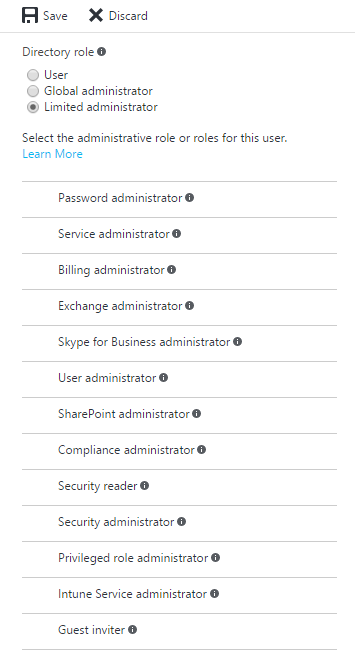 Save Discard
Directory role
User
Global administrator
Limited administrator
Select the administrative role or roles for this user.
Learn More
Password administrator
Service administrator
Billing administrator
Exchange administrator
Skype for Business administrator
User administrator
SharePoint administrator
Compliance administrator
Security reader
Security administrator
Privileged role administrator
Intune Service administrator
Guest inviter